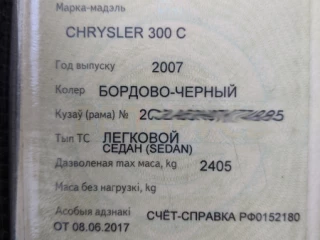 Марка-мадэль
CHRYSLER 300 C
Год выпуску 2007
Колер БОРДОВО-ЧЕРНЫЙ
Кузаў (рама) №
Тып ТС ЛЕГКОВОЙ
СЕДАН (SEDAN)
Дазволеная max маса, kg 2405
Маса без нагрузкі, kg
Асобыя адзнакі СЧЁТ-СПРАВКА РФ0152180
ОТ 08.06.2017